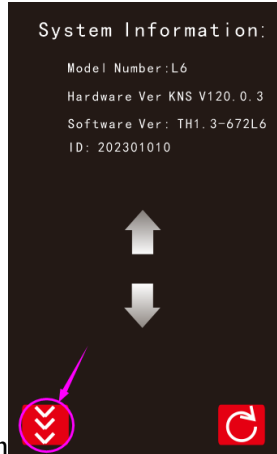 System Information:
Model Number:L6
Hardware Ver KNS V120.0.3
Software Ver: TH1.3-672L6
ID: 202301010